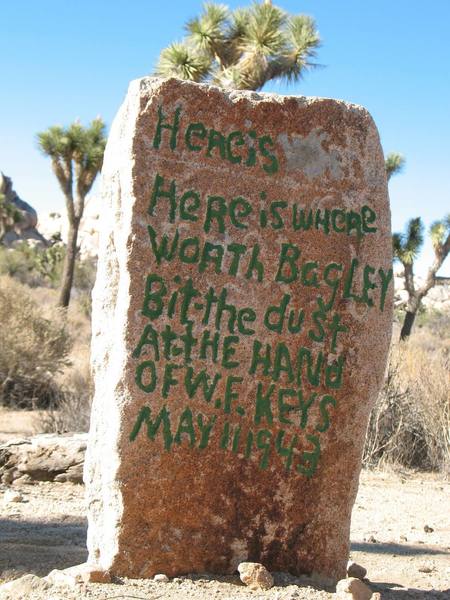 Here is
Here is where
WORTH BagLEY
Bit the dust
At tHE HAND
OF W.F. KEYS
MAY 11 1943